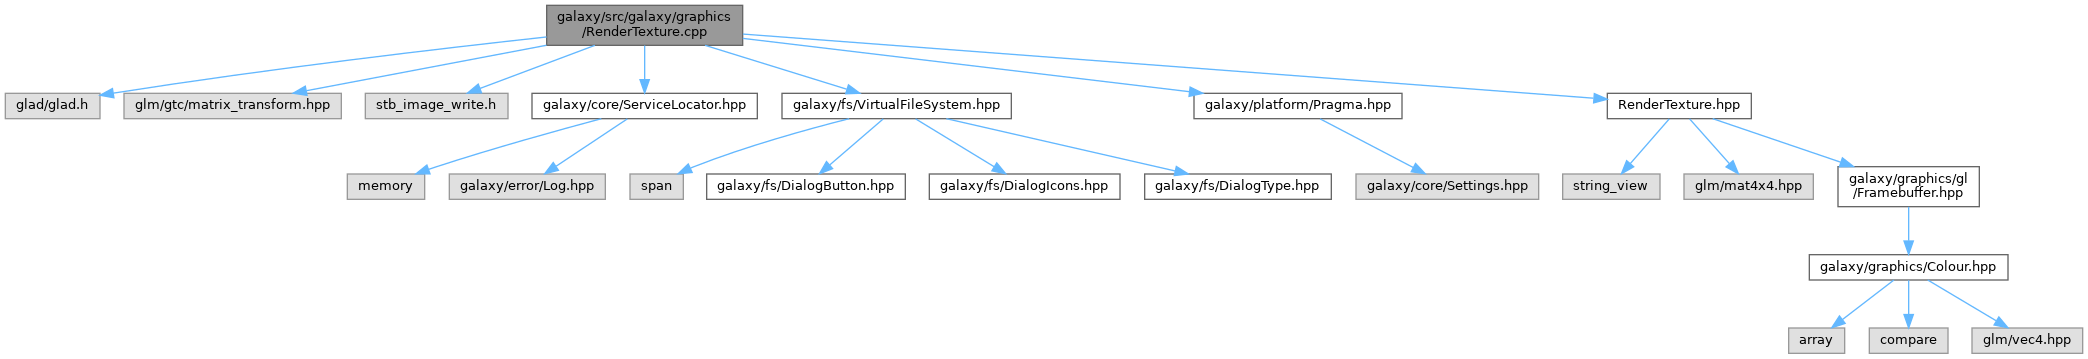 galaxy/src/galaxy/graphics
/RenderTexture.cpp
glad/glad.h
glm/gtc/matrix_transform.hpp
stb_image_write.h
galaxy/core/ServiceLocator.hpp
galaxy/fs/VirtualFileSystem.hpp
galaxy/platform/Pragma.hpp
RenderTexture.hpp
memory
galaxy/error/Log.hpp
span
galaxy/fs/DialogButton.hpp
galaxy/fs/DialogIcons.hpp
galaxy/fs/DialogType.hpp
galaxy/core/Settings.hpp
string_view
glm/mat4x4.hpp
galaxy/graphics/gl
/Framebuffer.hpp
galaxy/graphics/Colour.hpp
array
compare
glm/vec4.hpp